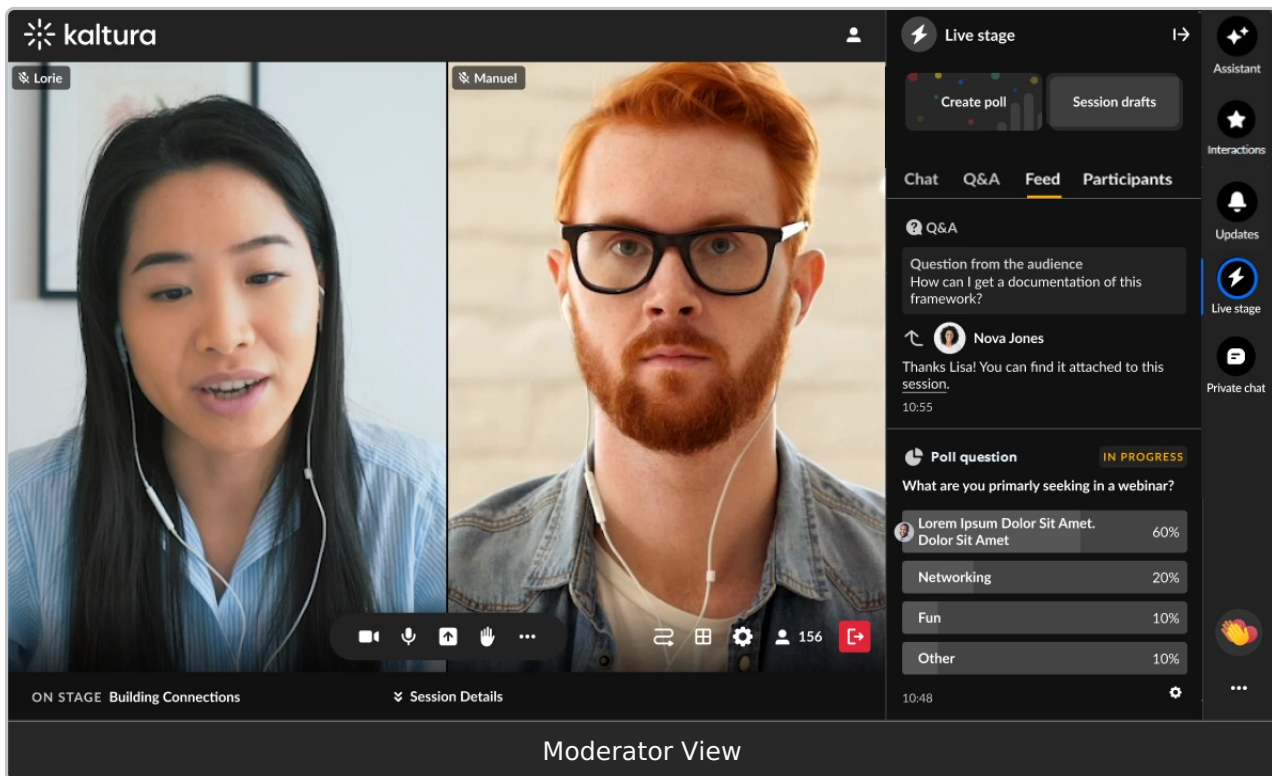 kaltura
Lorie
Manuel
156
ON STAGE Building Connections
Session Details
Live stage
Create poll
Session drafts
Chat Q&A Feed Participants
Q&A
Question from the audience
How can I get a documentation of this
framework?
Nova Jones
Thanks Lisa! You can find it attached to this
session.
10:55
Poll question IN PROGRESS
What are you primarly seeking in a webinar?
Lorem Ipsum Dolor Sit Amet.
Dolor Sit Amet
60%
Networking 20%
Fun 10%
Other 10%
10:48
Assistant
Interactions
Updates
Live stage
Private chat
Moderator View